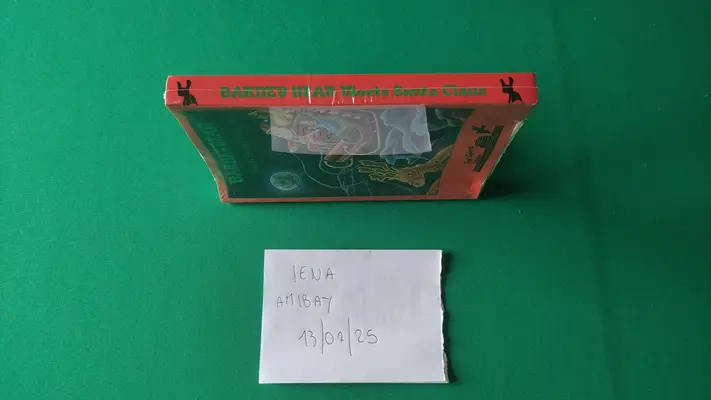 BARNEY BEAR Meets Santa Claus
IENA
AMIBAY
13/07/25